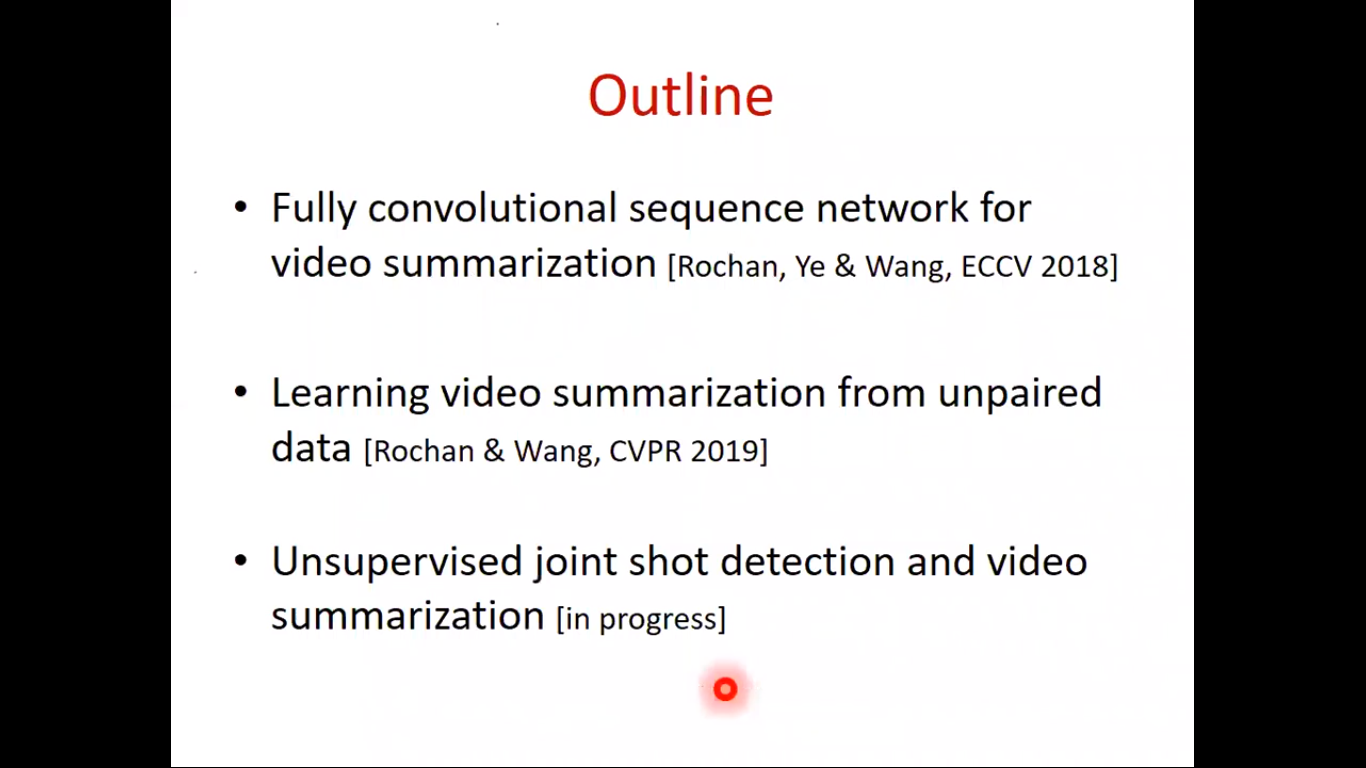 Outline
• Fully convolutional sequence network for
video summarization [Rochan, Ye & Wang, ECCV 2018]
• Learning video summarization from unpaired
data [Rochan & Wang, CVPR 2019]
• Unsupervised joint shot detection and video
summarization [in progress]